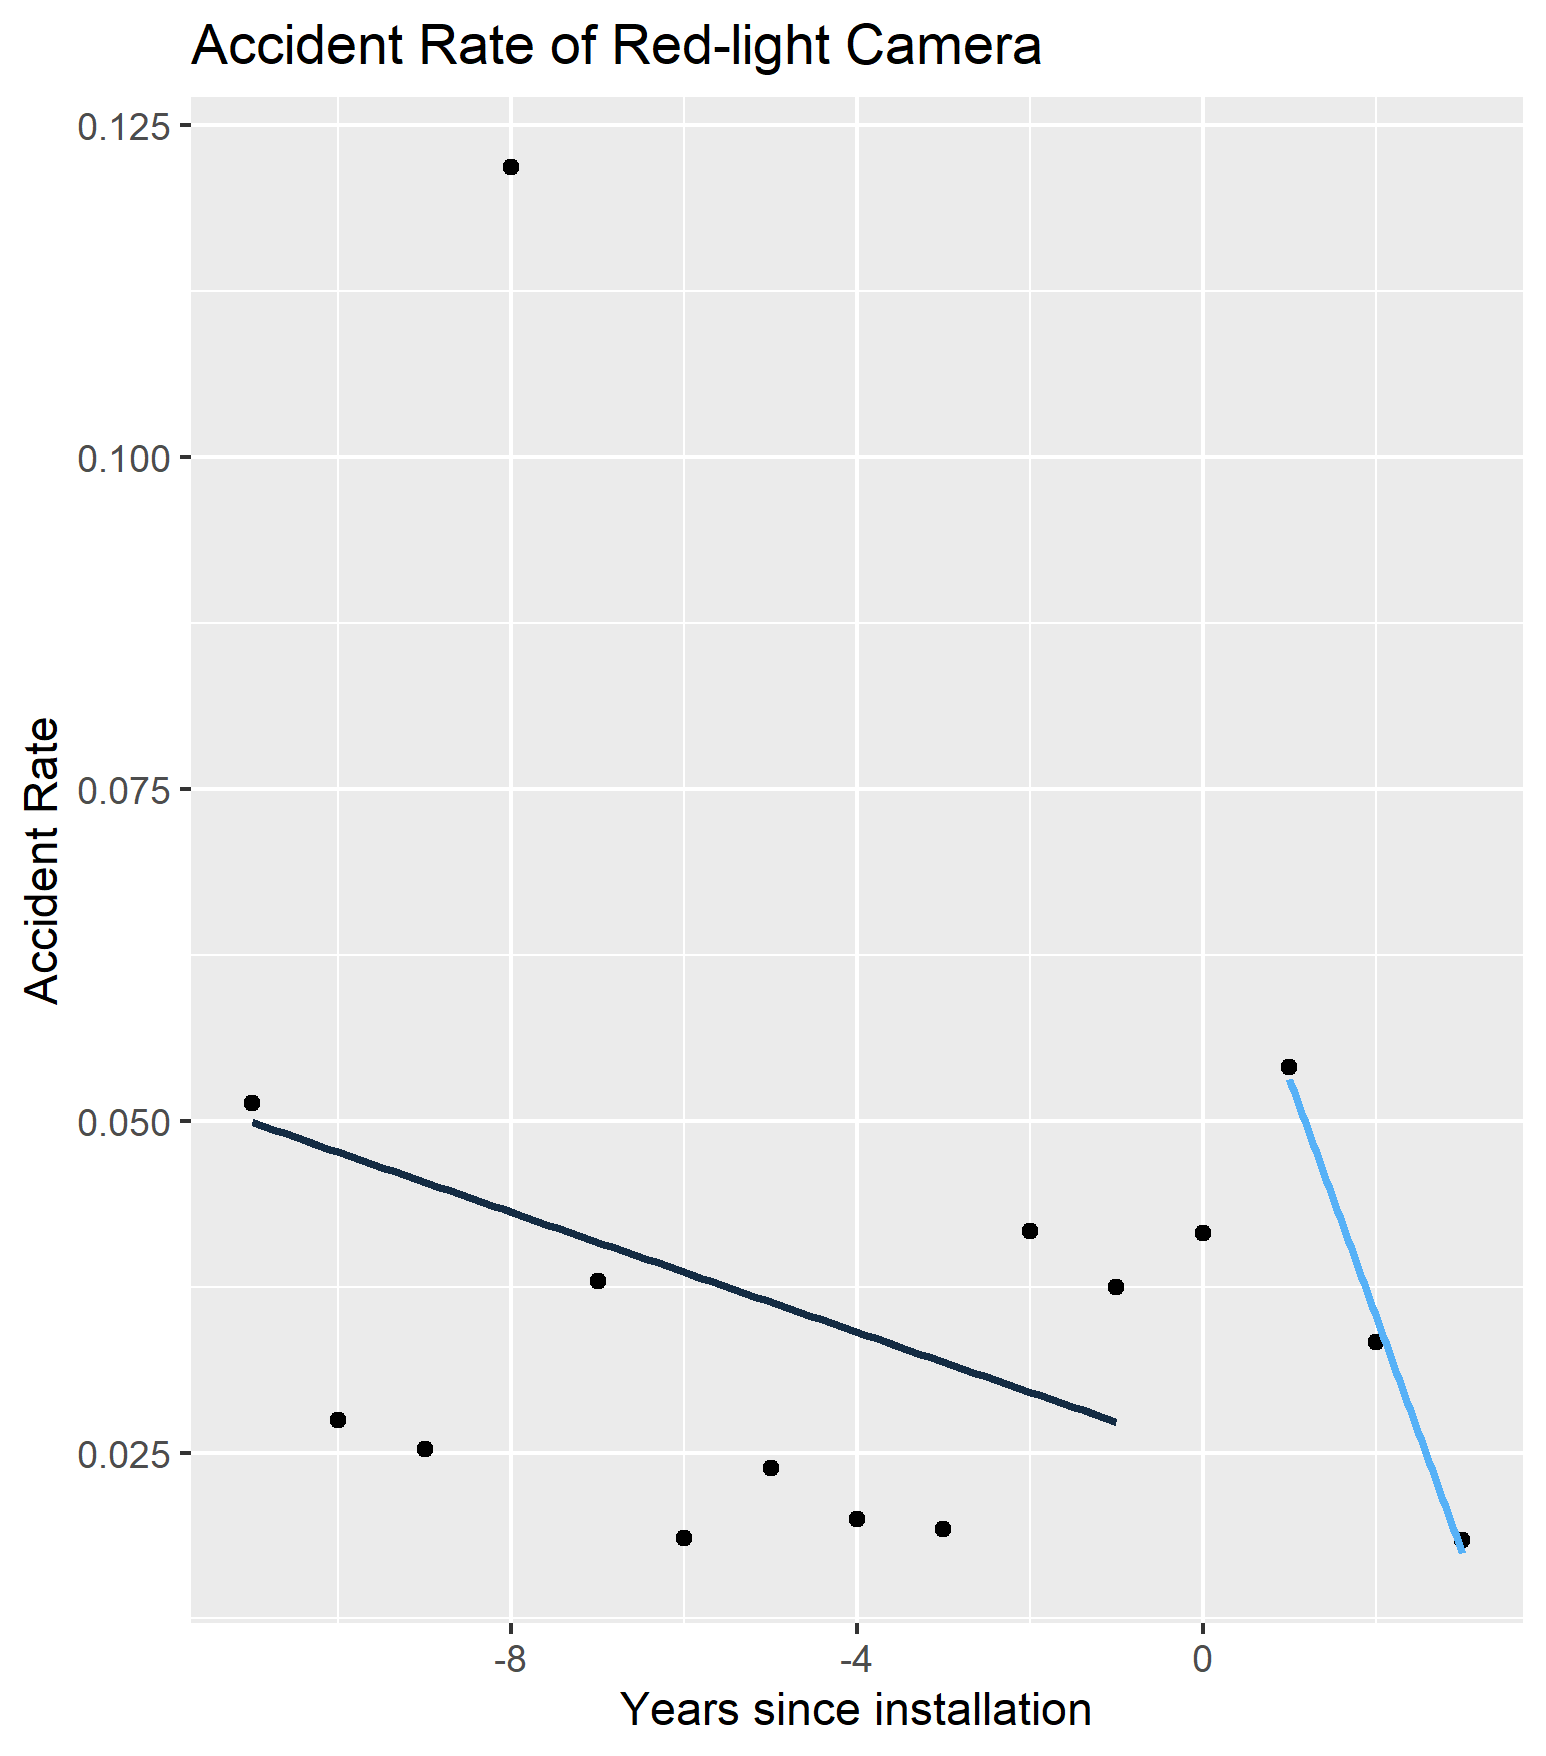 Accident Rate of Red-light Camera
0.125
0.100
0.075
0.050
0.025
Accident Rate
-8
-4
0
Years since installation